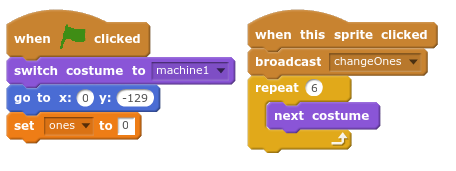 when clicked
switch costume to machine1
go to x: 0 y: -129
set ones to 0
when this sprite clicked
broadcast changeOnes
repeat 6
next costume